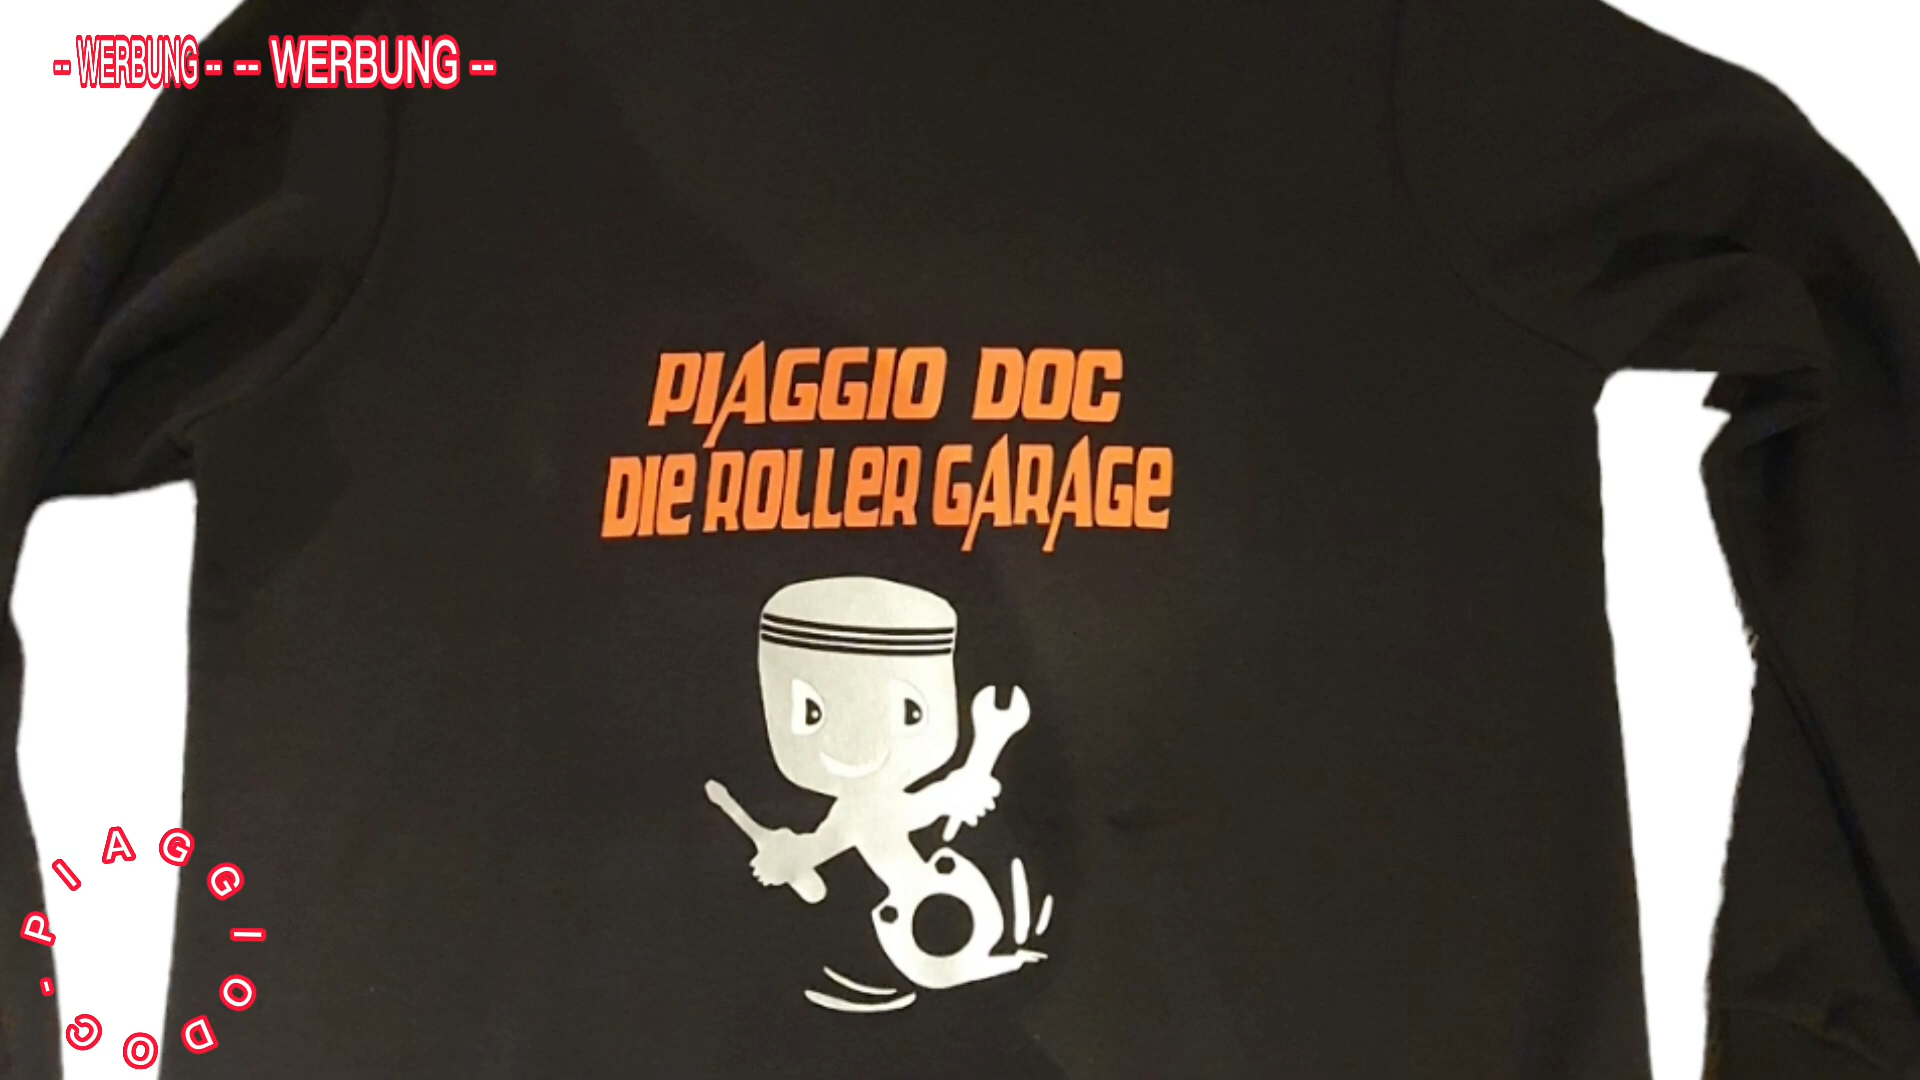 -- WERBUNG -- -- WERBUNG --
PIAGGIO DOC
DIE ROLLER GARAGE
PIAGGIO DOC -